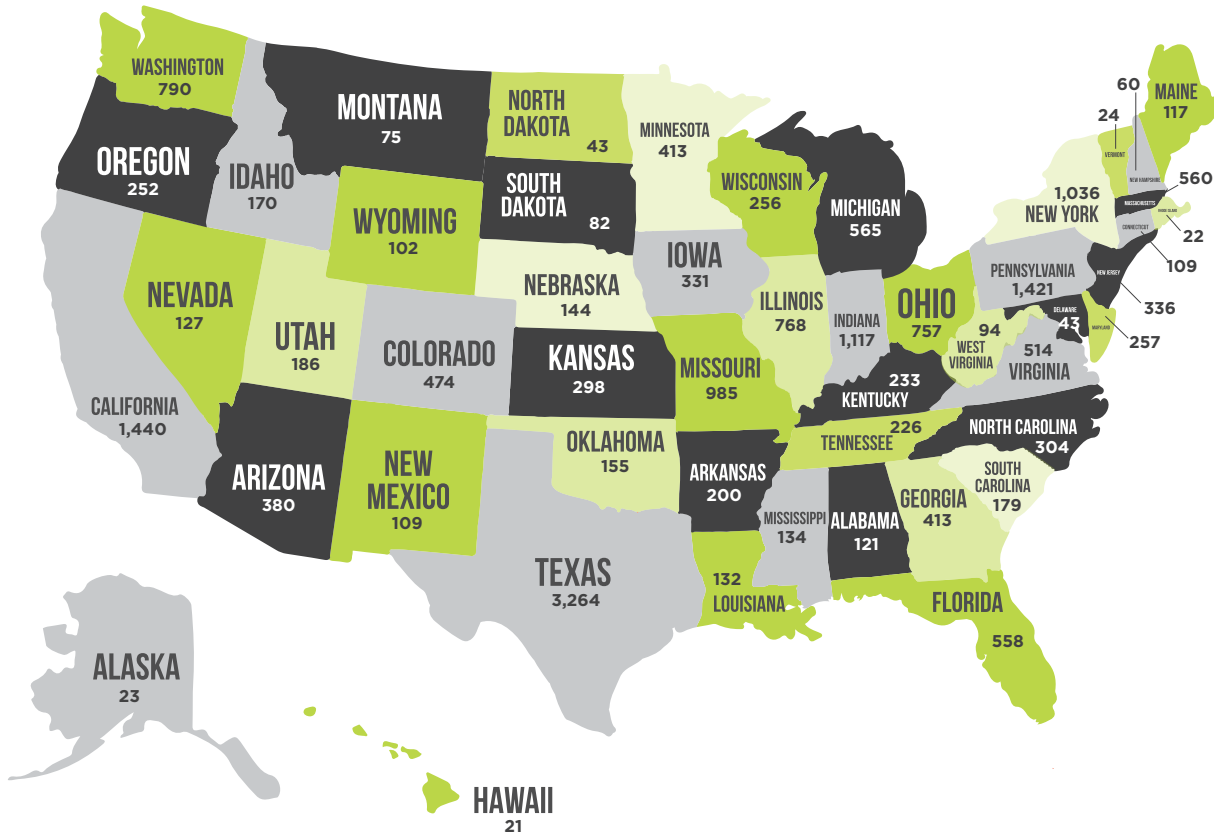 WASHINGTON
790
OREGON
252
CALIFORNIA
1,440
NEVADA
127
IDAHO
170
MONTANA
75
WYOMING
102
UTAH
186
COLORADO
474
ARIZONA
380
NEW
MEXICO
109
NORTH
DAKOTA
43
SOUTH
DAKOTA
82
NEBRASKA
144
KANSAS
298
OKLAHOMA
155
TEXAS
3,264
MINNESOTA
413
IOWA
331
MISSOURI
985
ARKANSAS
200
132
LOUISIANA
WISCONSIN
256
ILLINOIS
768
MICHIGAN
565
INDIANA
1,117
OHIO
757
233
KENTUCKY
226
TENNESSEE
MISSISSIPPI
134
ALABAMA
121
GEORGIA
413
FLORIDA
558
SOUTH
CAROLINA
179
NORTH CAROLINA
304
514
VIRGINIA
94
WEST
VIRGINIA
PENNSYLVANIA
1,421
1,036
NEW YORK
24
VERMONT
60
NEW HAMPSHIRE
MAINE
117
560
MASSACHUSETTS
RHODE ISLAND
22
CONNECTICUT
109
NEW JERSEY
336
DELAWARE
43
MARYLAND
257
ALASKA
23
HAWAII
21